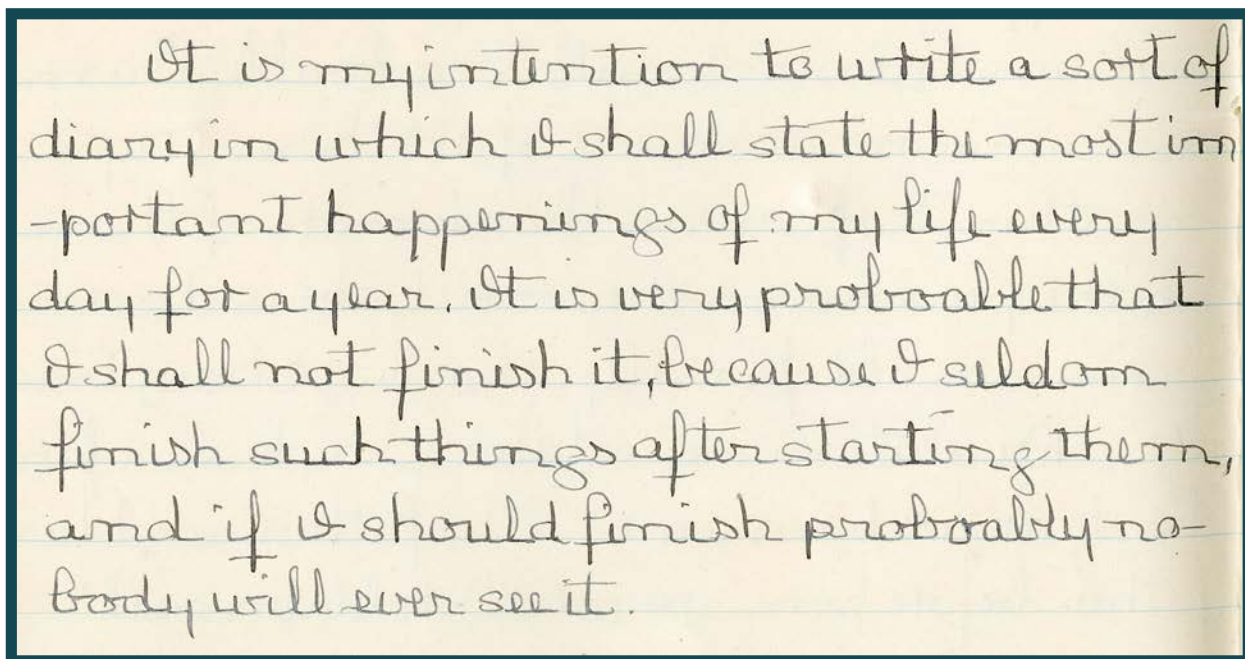 It is my intention to write a sort of
diary in which I shall state the most im
-portant happenings of my life every
day for a year. It is very probable that
I shall not finish it, because I seldom
finish such things after starting them,
and if I should finish probably no-
body will ever see it.